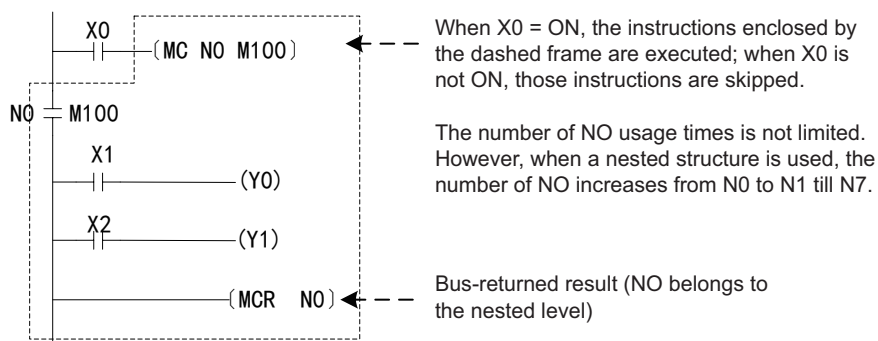 X0
(MC N0 M100)
When X0 = ON, the instructions enclosed by
the dashed frame are executed; when X0 is
not ON, those instructions are skipped.
N0 M100
The number of NO usage times is not limited.
However, when a nested structure is used, the
number of NO increases from N0 to N1 till N7.
X1
(Y0)
X2
(Y1)
(MCR N0)
Bus-returned result (NO belongs to
the nested level)